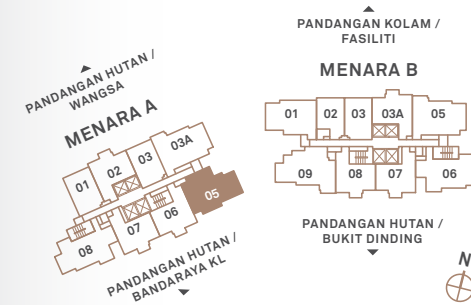 PANDANGAN HUTAN /
WANGSA
MENARA A
01
02
03
03A
05
06
07
08
PANDANGAN HUTAN /
BANDARAYA KL
PANDANGAN KOLAM /
FASILITI
MENARA B
01
02
03
03A
05
09
08
07
06
PANDANGAN HUTAN /
BUKIT DINDING
N